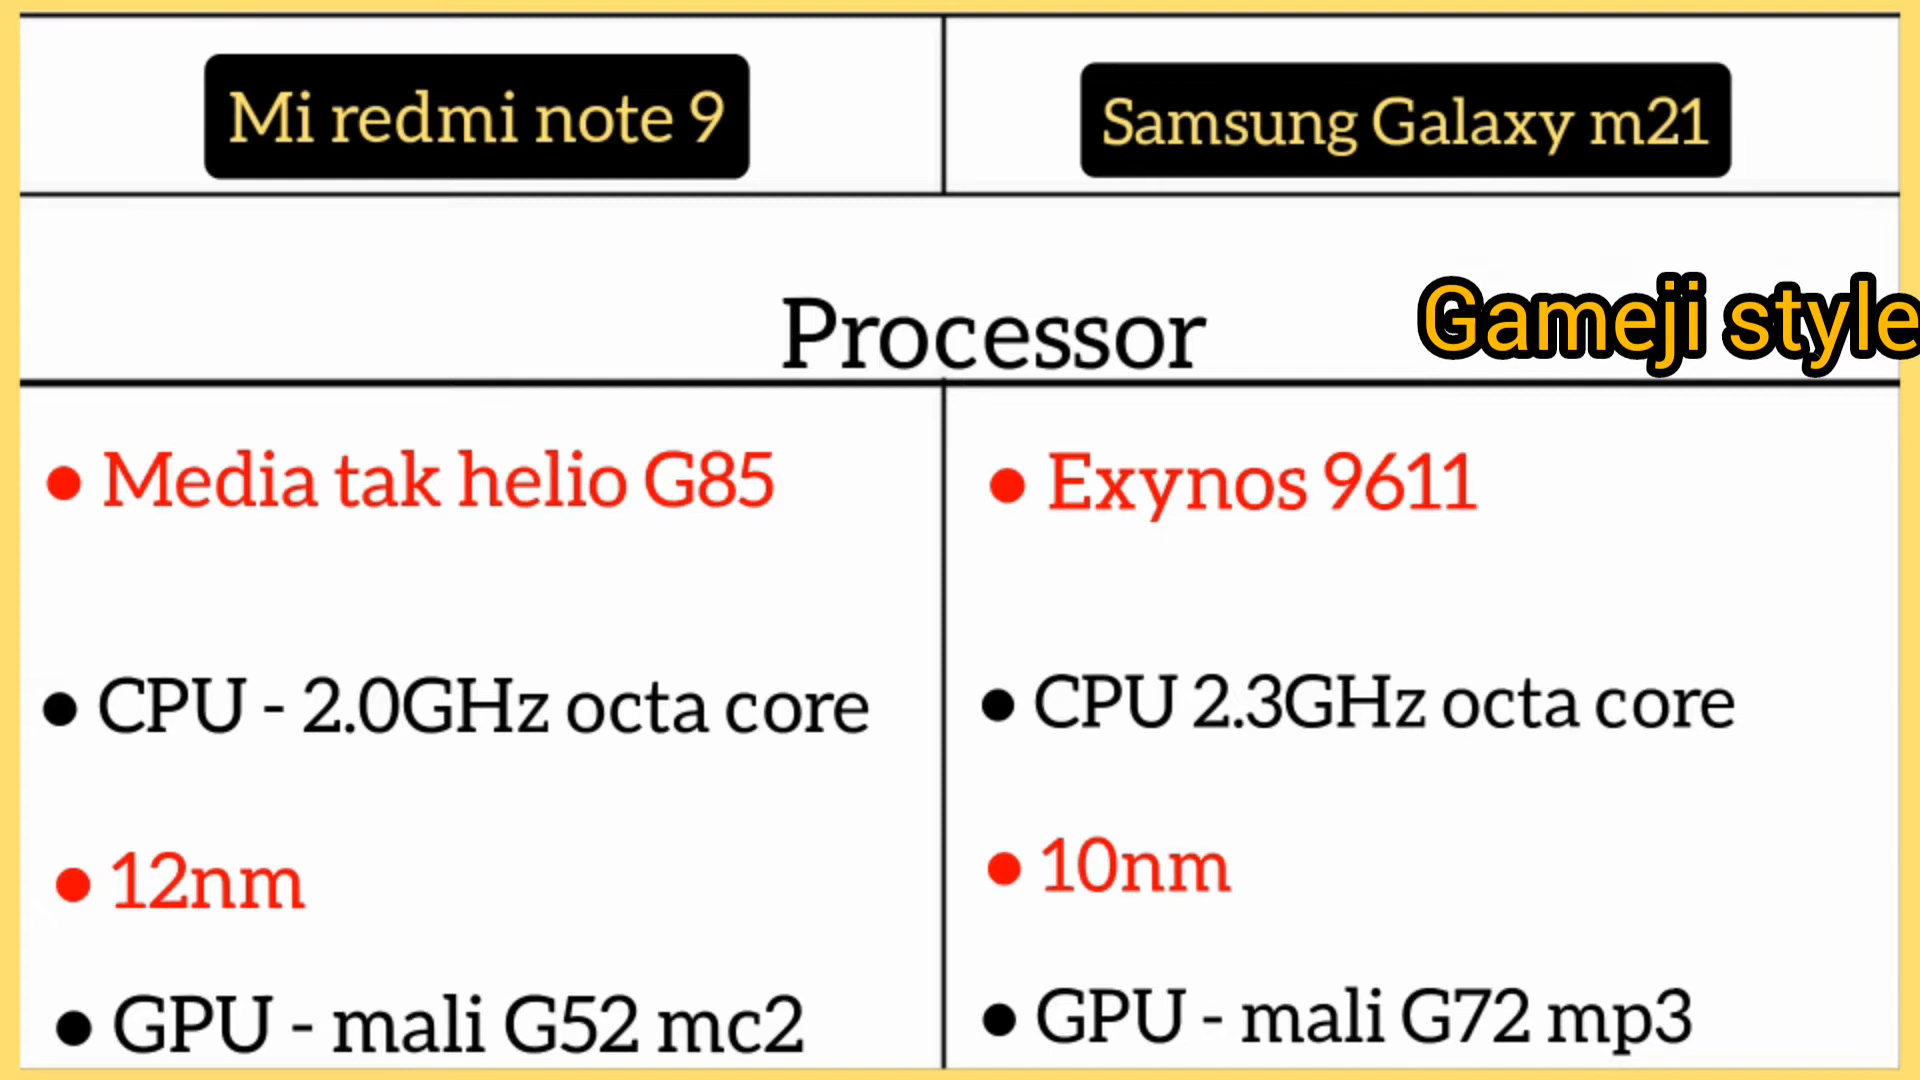 Mi redmi note 9
Samsung Galaxy m21
Processor
Gameji style
• Media tak helio G85
• Exynos 9611
• CPU - 2.0GHz octa core
• CPU 2.3GHz octa core
• 12nm
• 10nm
• GPU - mali G52 mc2
• GPU - mali G72 mp3